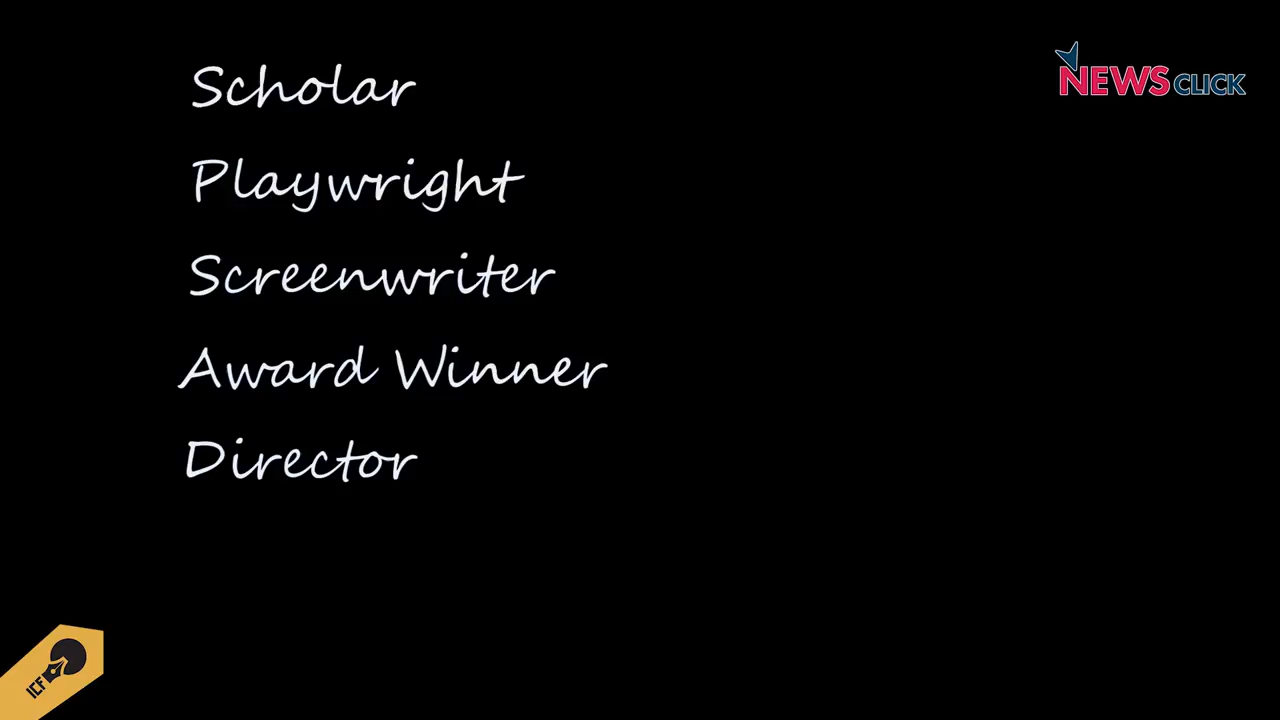 Scholar
NEWSCLICK
Playwright
Screenwriter
Award Winner
Director
ICF